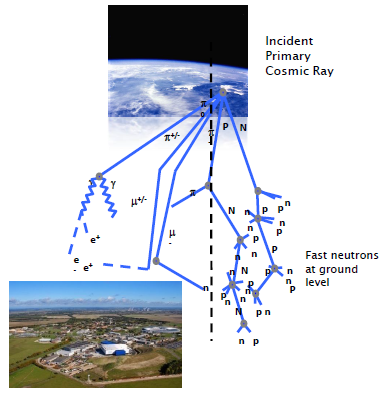 Incident
Primary
Cosmic Ray
π
o
π
P
N
π+/-
γ
μ+/-
π
n
p
n
p
N
n
n
p
n
p
e+
μ
-
n
p
n
p
e
-
e+
n
n
N
p
n
p
n
n
p
Fast neutrons
at ground
level
N
p
n
n
p